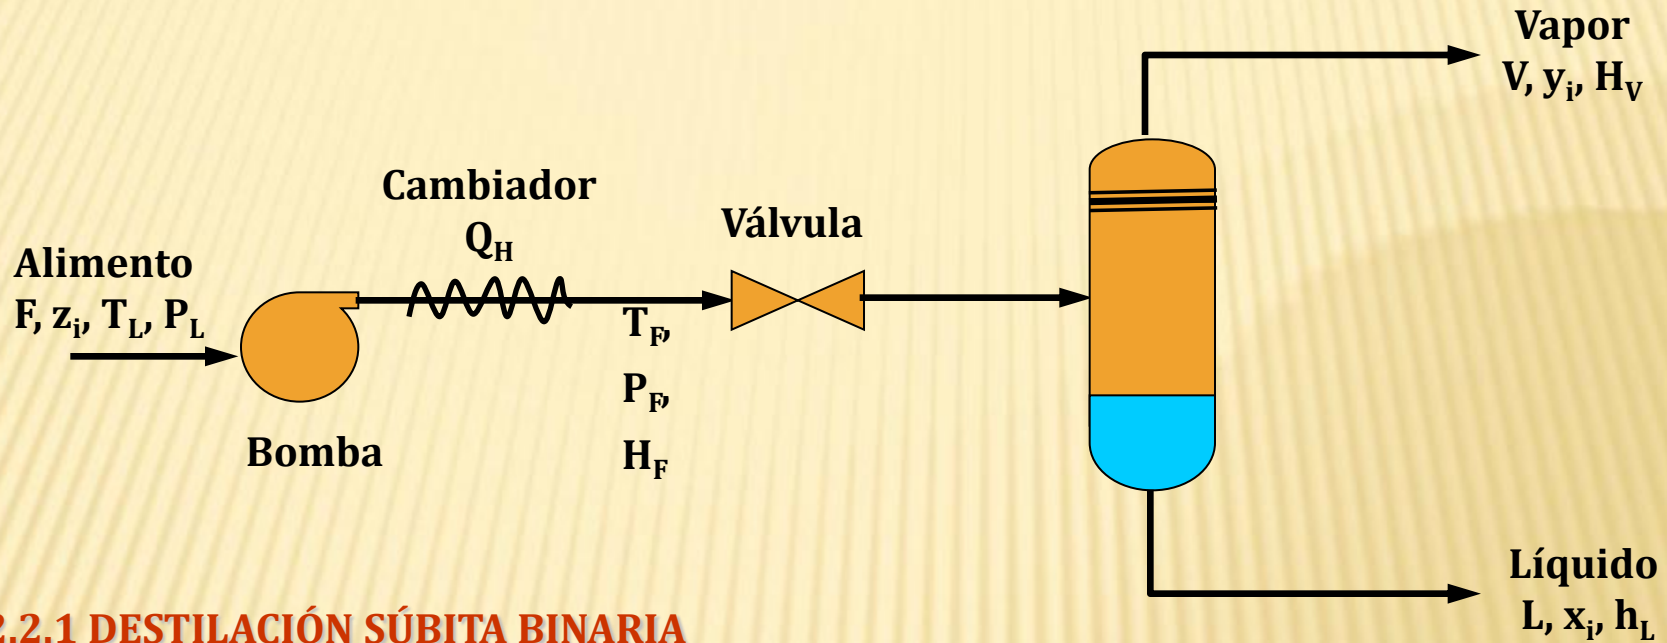 Vapor
V, yi, HV
Cambiador
QH
Válvula
Alimento
F, zi, TL, PL
TF,
PF,
HF
Bomba
Líquido
L, xi, hL
2.2.1 DESTILACIÓN SÚBITA BINARIA